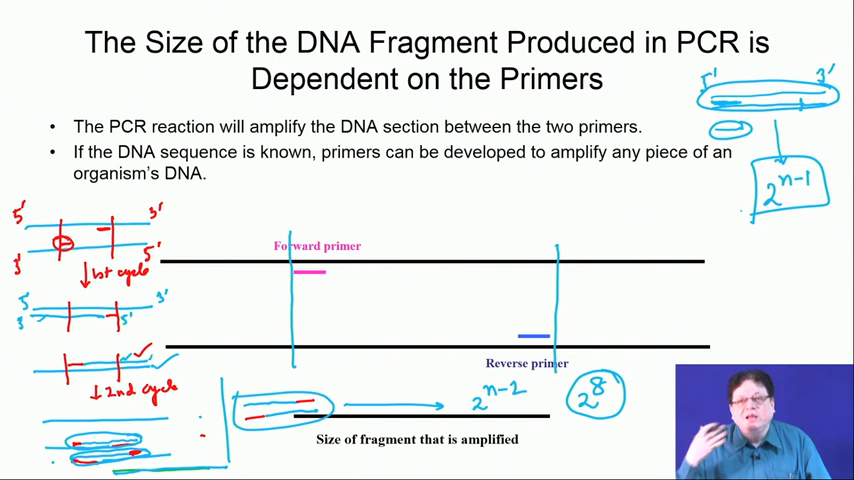 The Size of the DNA Fragment Produced in PCR is
Dependent on the Primers
5' 3'
• The PCR reaction will amplify the DNA section between the two primers.
• If the DNA sequence is known, primers can be developed to amplify any piece of an
organism's DNA.
2^{n-1}
5' 3'
3' 5'
Forward primer
1st cycle
5' 3'
3' 5'
Reverse primer
2nd cycle
2^{n-2}
2^8
Size of fragment that is amplified